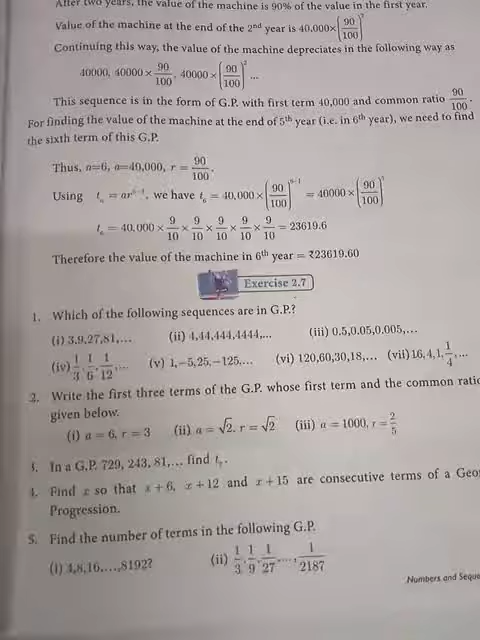 After two years, the value of the machine is 90% of the value in the first year.
Value of the machine at the end of the 2nd year is 40,000×(90/100)²
Continuing this way, the value of the machine depreciates in the following way as
40000, 40000×90/100, 40000×(90/100)² ...
This sequence is in the form of G.P. with first term 40,000 and common ratio 90/100.
For finding the value of the machine at the end of 5th year (i.e. in 6th year), we need to find
the sixth term of this G.P.
Thus, n=6, a=40,000, r = 90/100.
Using tₙ = arⁿ⁻¹, we have t₆ = 40,000×(90/100)⁶⁻¹ = 40000×(90/100)⁵
t₆ = 40,000×9/10×9/10×9/10×9/10×9/10 = 23619.6
Therefore the value of the machine in 6th year = ₹23619.60
Exercise 2.7
1. Which of the following sequences are in G.P.?
(i) 3,9,27,81,… (ii) 4,44,444,4444,... (iii) 0.5,0.05,0.005,…
(iv) 1/3,1/6,1/12,… (v) 1,−5,25,−125,… (vi) 120,60,30,18,… (vii) 16,4,1,1/4,…
2. Write the first three terms of the G.P. whose first term and the common ratio
given below.
(i) a = 6, r = 3 (ii) a = √2, r = √2 (iii) a = 1000, r = 2/5
3. In a G.P. 729, 243, 81,… find t₇.
4. Find x so that x + 6, x + 12 and x + 15 are consecutive terms of a Geo
Progression.
5. Find the number of terms in the following G.P.
(i) 4,8,16,…,8192? (ii) 1/3,1/9,1/27,…,1/2187
Numbers and Seque